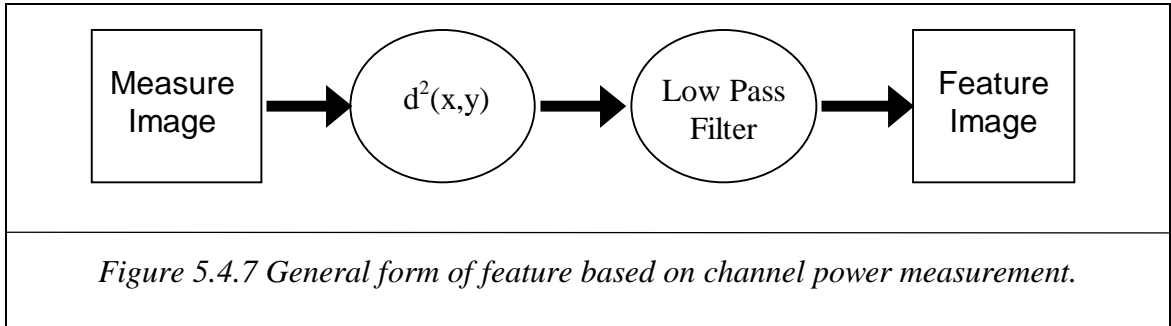 Measure
Image
d²(x,y)
Low Pass
Filter
Feature
Image
Figure 5.4.7 General form of feature based on channel power measurement.